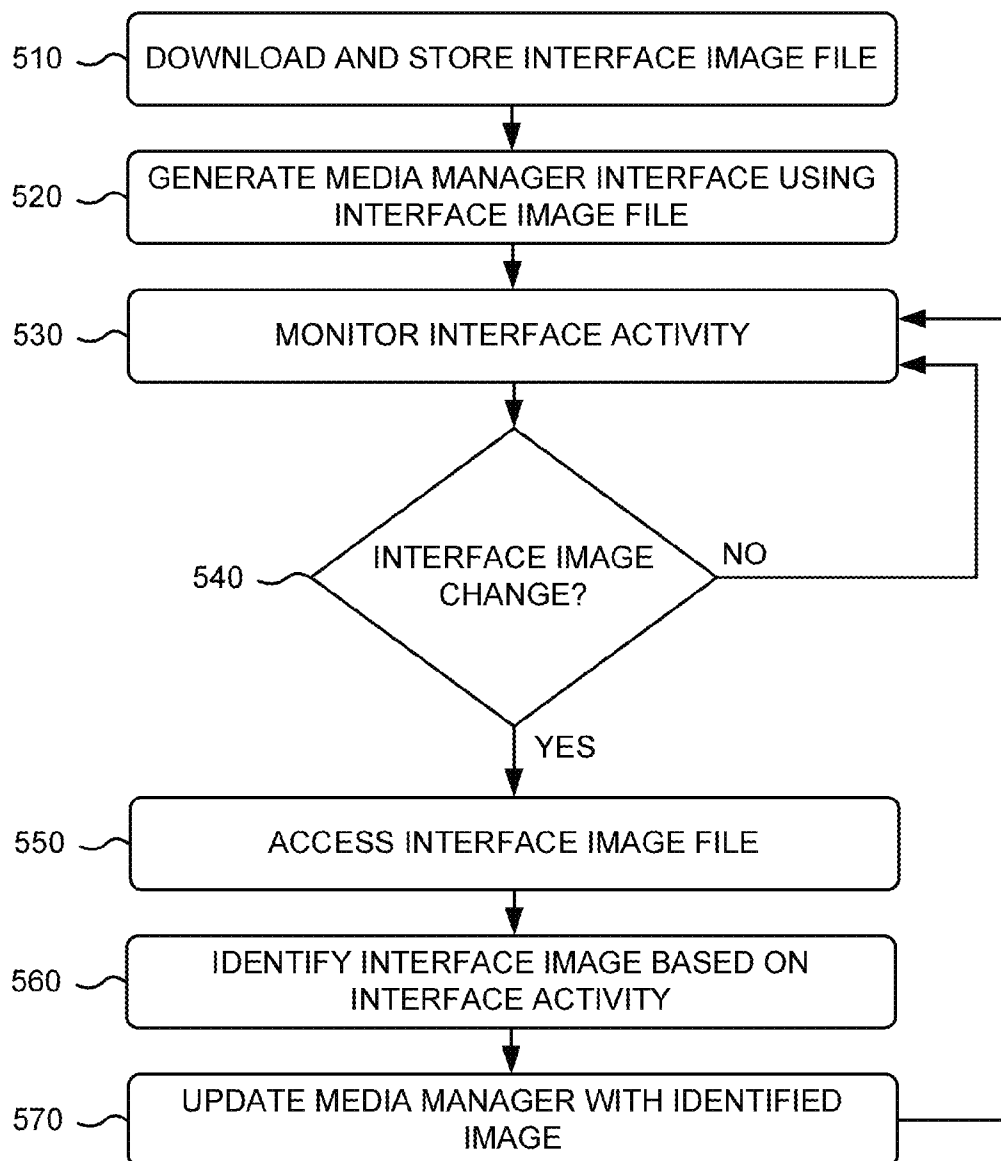 510
DOWNLOAD AND STORE INTERFACE IMAGE FILE
520
GENERATE MEDIA MANAGER INTERFACE USING
INTERFACE IMAGE FILE
530
MONITOR INTERFACE ACTIVITY
540
INTERFACE IMAGE
CHANGE?
NO
YES
550
ACCESS INTERFACE IMAGE FILE
560
IDENTIFY INTERFACE IMAGE BASED ON
INTERFACE ACTIVITY
570
UPDATE MEDIA MANAGER WITH IDENTIFIED
IMAGE